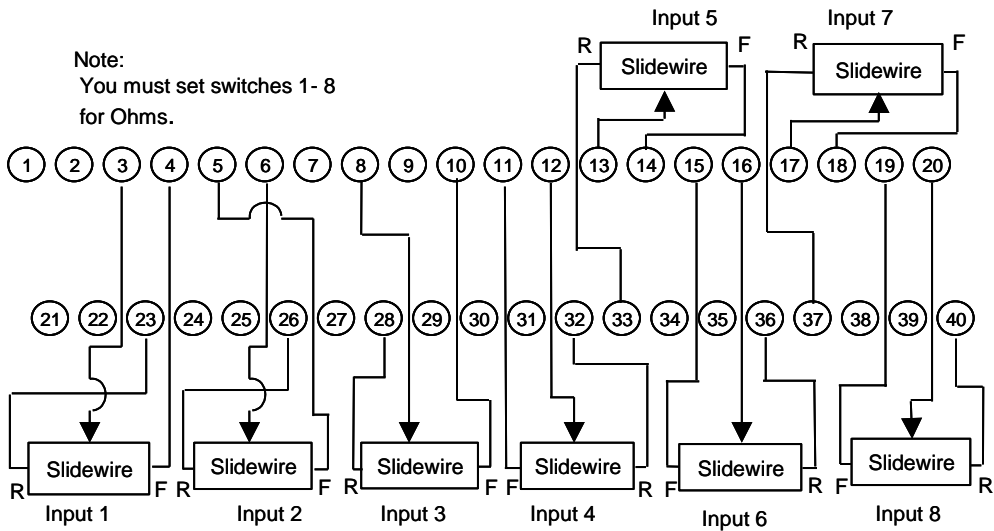 Input 5
Input 7
R
F
R
F
Slidewire
Slidewire
Note:
You must set switches 1- 8
for Ohms.
1 2 3 4 5 6 7 8 9 10 11 12 13 14 15 16 17 18 19 20
21 22 23 24 25 26 27 28 29 30 31 32 33 34 35 36 37 38 39 40
Slidewire Slidewire Slidewire Slidewire Slidewire Slidewire
R F R F R F F R F R F R
Input 1 Input 2 Input 3 Input 4 Input 6 Input 8